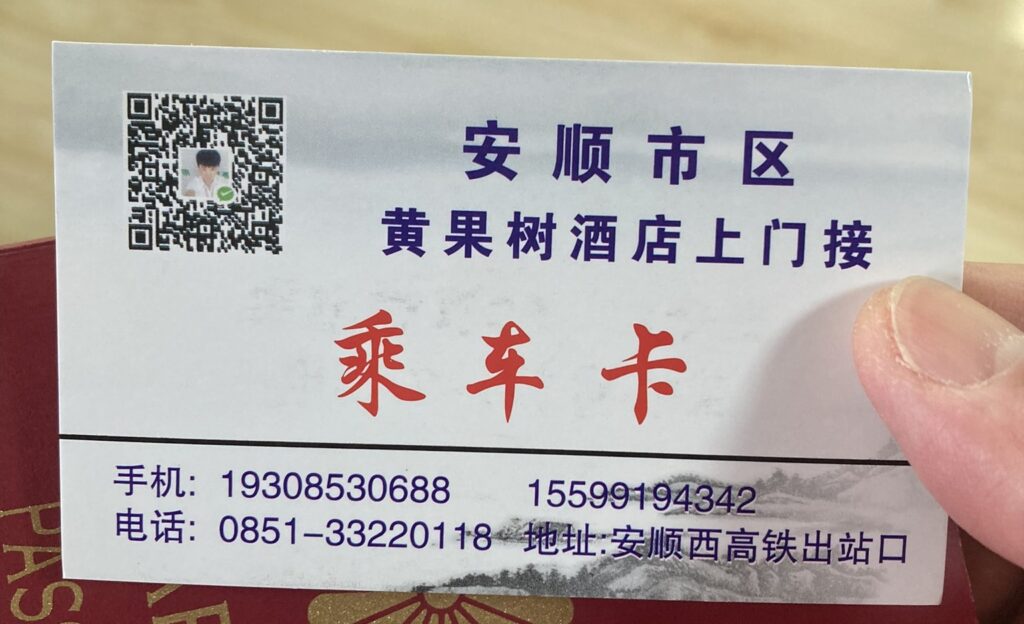 安顺市区
黄果树酒店上门接
乘车卡
手机: 19308530688 15599194342
电话: 0851-33220118 地址:安顺西高铁出站口
PAS